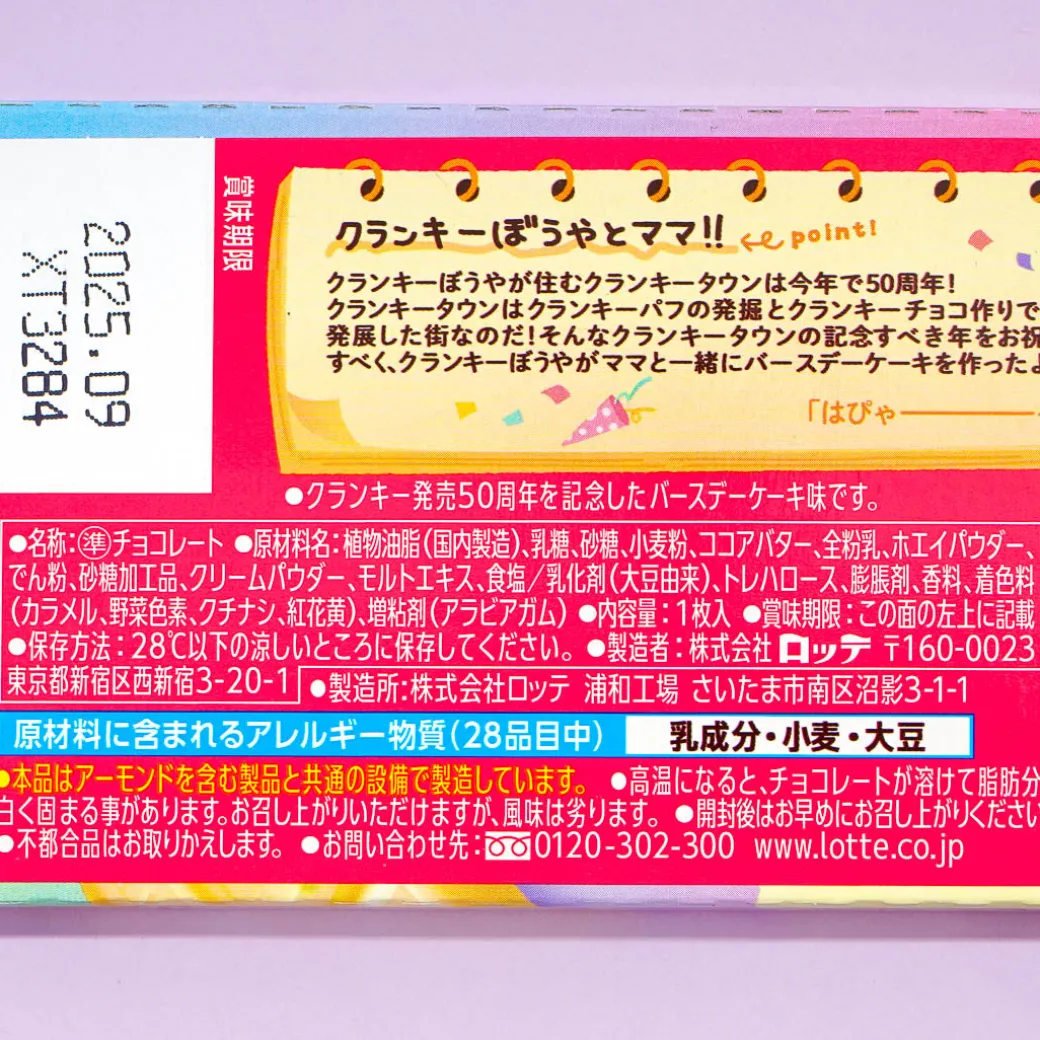 賞味期限
2025.09
XT3284
クランキーぼうやとママ!! point!
クランキーぼうやが住むクランキータウンは今年で50周年!
クランキータウンはクランキーパフの発掘とクランキーチョコ作りで
発展した街なのだ!そんなクランキータウンの記念すべき年をお祝
すべく、クランキーぼうやがママと一緒にバースデーケーキを作ったよ
「はぴゃー
●クランキー発売50周年を記念したバースデーケーキ味です。
●名称:準チョコレート ●原材料名:植物油脂(国内製造)、乳糖、砂糖、小麦粉、ココアバター、全粉乳、ホエイパウダー、
でん粉、砂糖加工品、クリームパウダー、モルトエキス、食塩/乳化剤(大豆由来)、トレハロース、膨脹剤、香料、着色料
(カラメル、野菜色素、クチナシ、紅花黄)、増粘剤(アラビアガム) ●内容量:1枚入 ●賞味期限:この面の左上に記載
●保存方法:28℃以下の涼しいところに保存してください。 ●製造者:株式会社ロッテ 〒160-0023
東京都新宿区西新宿3-20-1 ●製造所:株式会社ロッテ 浦和工場 さいたま市南区沼影3-1-1
原材料に含まれるアレルギー物質(28品目中) 乳成分・小麦・大豆
●本品はアーモンドを含む製品と共通の設備で製造しています。 ●高温になると、チョコレートが溶けて脂肪分
白く固まる事があります。お召し上がりいただけますが、風味は劣ります。 ●開封後はお早めにお召し上がりください
●不都合品はお取りかえします。 ●お問い合わせ先:0120-302-300 www.lotte.co.jp